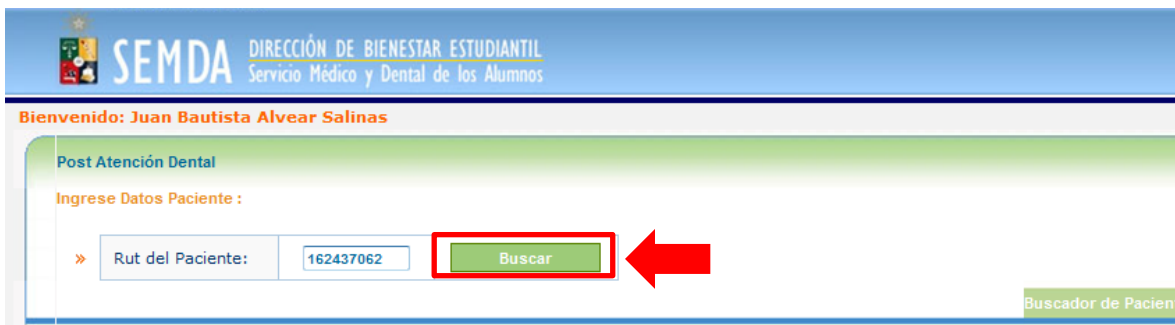 SEMDA DIRECCIÓN DE BIENESTAR ESTUDIANTIL
Servicio Médico y Dental de los Alumnos
Bienvenido: Juan Bautista Alvear Salinas
Post Atención Dental
Ingrese Datos Paciente :
» Rut del Paciente: 162437062 Buscar
Buscador de Pacien